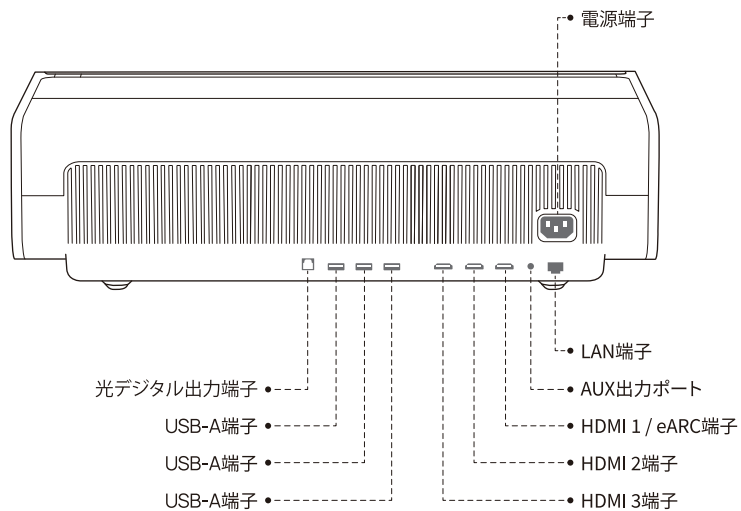 電源端子
LAN端子
光デジタル出力端子
AUX出力ポート
USB-A端子
HDMI 1 / eARC端子
USB-A端子
HDMI 2端子
USB-A端子
HDMI 3端子